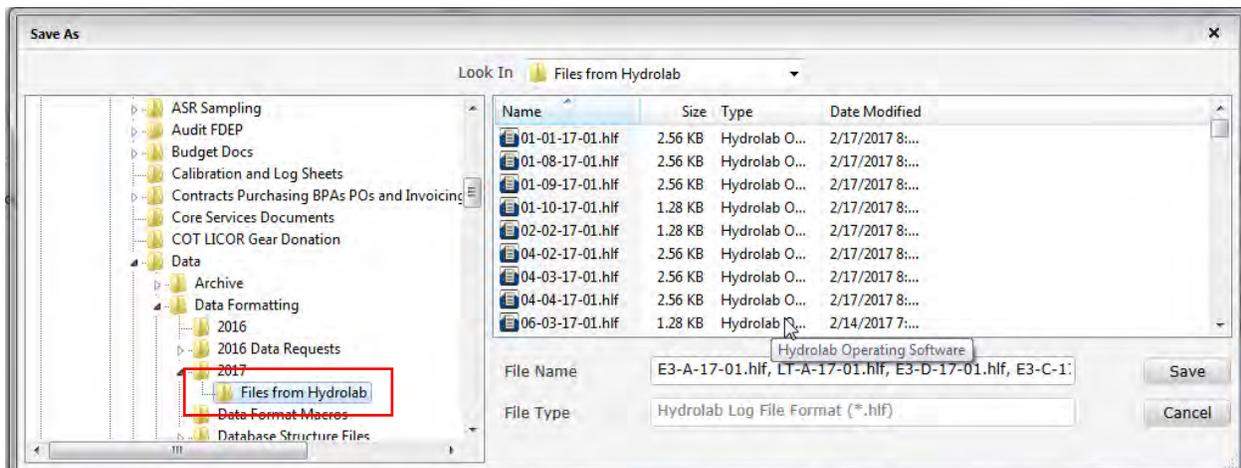 Save As
Look In Files from Hydrolab
ASR Sampling
Audit FDEP
Budget Docs
Calibration and Log Sheets
Contracts Purchasing BPAs POs and Invoicing
Core Services Documents
COT LICOR Gear Donation
Data
Archive
Data Formatting
2016
2016 Data Requests
2017
Files from Hydrolab
Data Format Macros
Database Structure Files
Name Size Type Date Modified
01-01-17-01.hlf 2.56 KB Hydrolab O... 2/17/2017 8:...
01-08-17-01.hlf 2.56 KB Hydrolab O... 2/17/2017 8:...
01-09-17-01.hlf 2.56 KB Hydrolab O... 2/17/2017 8:...
01-10-17-01.hlf 1.28 KB Hydrolab O... 2/17/2017 8:...
02-02-17-01.hlf 1.28 KB Hydrolab O... 2/17/2017 8:...
04-02-17-01.hlf 2.56 KB Hydrolab O... 2/17/2017 8:...
04-03-17-01.hlf 2.56 KB Hydrolab O... 2/17/2017 8:...
04-04-17-01.hlf 2.56 KB Hydrolab O... 2/17/2017 8:...
06-03-17-01.hlf 1.28 KB Hydrolab O... 2/14/2017 7:...
Hydrolab Operating Software
File Name E3-A-17-01.hlf, LT-A-17-01.hlf, E3-D-17-01.hlf, E3-C-17 Save
File Type Hydrolab Log File Format (*.hlf) Cancel